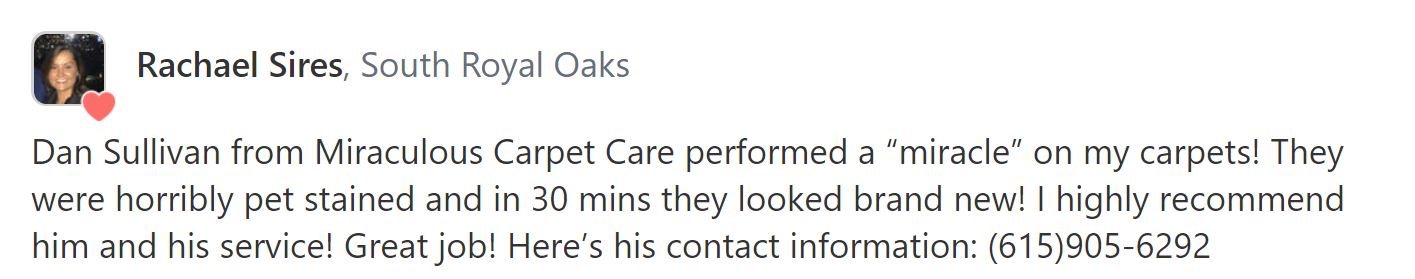 Rachael Sires, South Royal Oaks
Dan Sullivan from Miraculous Carpet Care performed a “miracle” on my carpets! They
were horribly pet stained and in 30 mins they looked brand new! I highly recommend
him and his service! Great job! Here’s his contact information: (615)905-6292